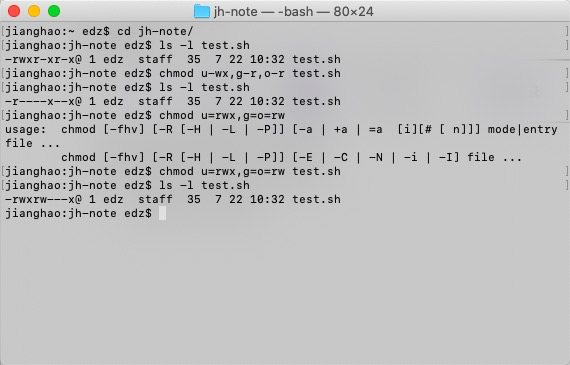 jh-note — -bash — 80×24
[jianghao:~ edz$ cd jh-note/ ]
[jianghao:jh-note edz$ ls -l test.sh ]
-rwxr-xr-x@ 1 edz  staff  35  7 22 10:32 test.sh
[jianghao:jh-note edz$ chmod u-wx,g-r,o-r test.sh ]
[jianghao:jh-note edz$ ls -l test.sh ]
-r----x--x@ 1 edz  staff  35  7 22 10:32 test.sh
[jianghao:jh-note edz$ chmod u=rwx,g=o=rw ]
usage:  chmod [-fhv] [-R [-H | -L | -P]] [-a | +a | =a  [i][# [ n]]] mode|entry
file ...
        chmod [-fhv] [-R [-H | -L | -P]] [-E | -C | -N | -i | -I] file ...
[jianghao:jh-note edz$ chmod u=rwx,g=o=rw test.sh ]
[jianghao:jh-note edz$ ls -l test.sh ]
-rwxrw----x@ 1 edz  staff  35  7 22 10:32 test.sh
jianghao:jh-note edz$